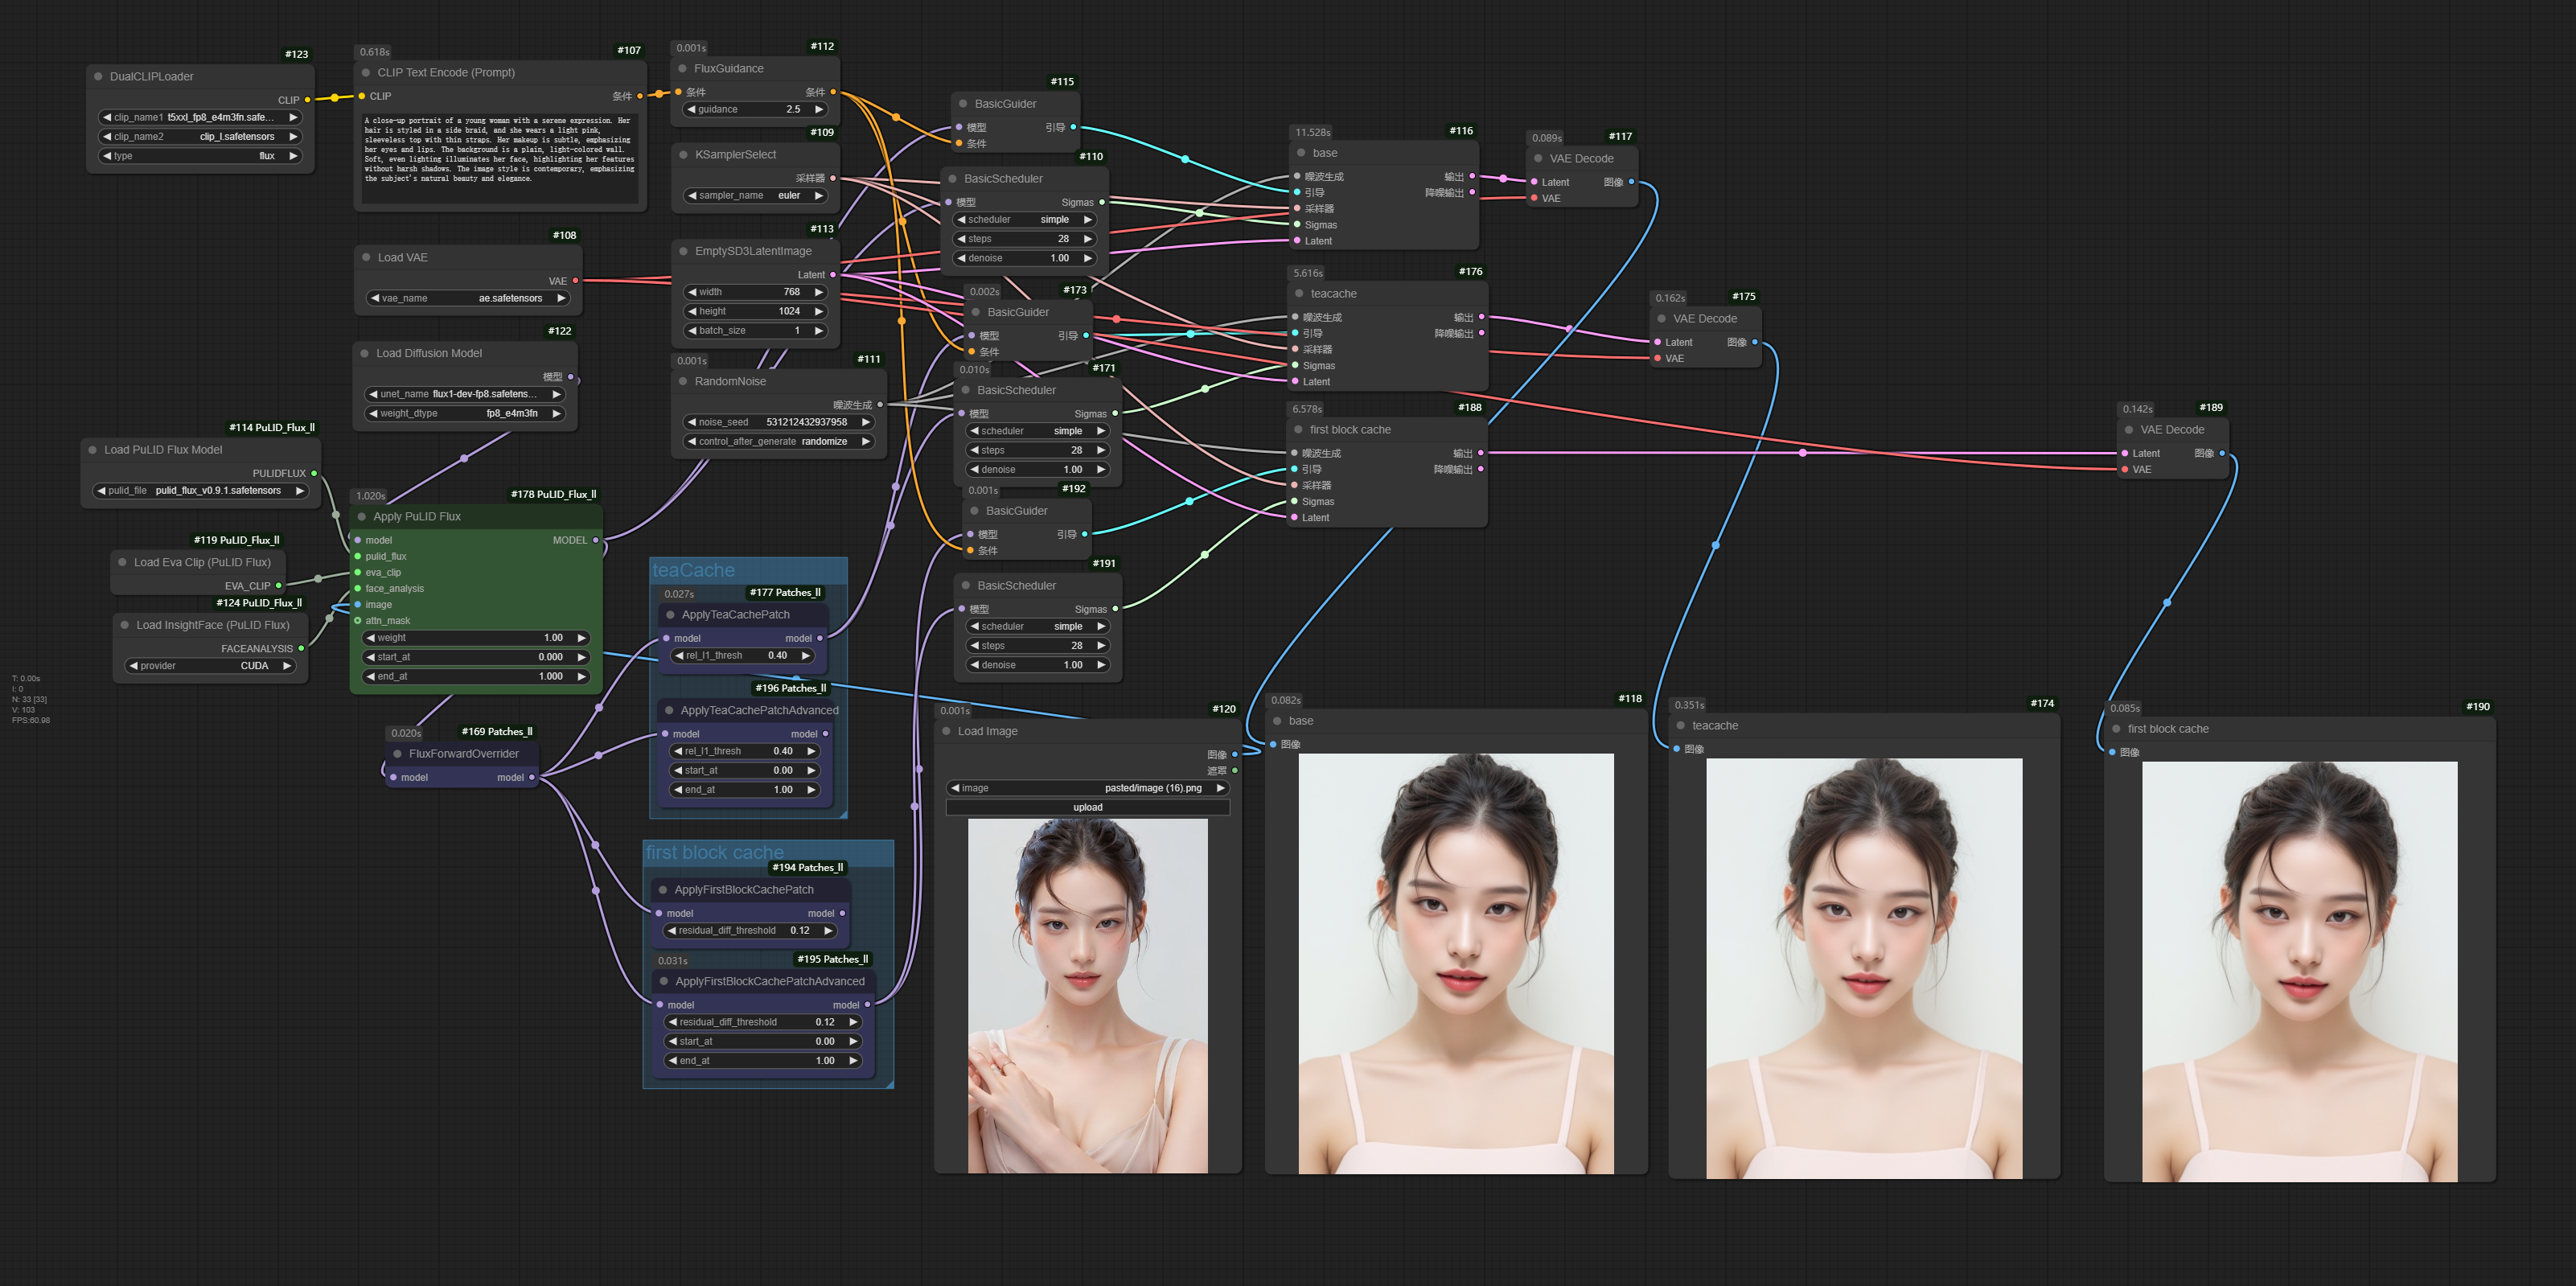 #123
DualCLIPLoader
CLIP
clip_name1 t5xxl_fp8_e4m3fn.safe...
clip_name2 clip_l.safetensors
type flux
0.618s
#107
CLIP Text Encode (Prompt)
CLIP
条件
A close-up portrait of a young woman with a serene expression. Her
hair is styled in a side braid, and she wears a light pink,
sleeveless top with thin straps. Her makeup is subtle, emphasizing
her eyes and lips. The background is a plain, light-colored wall.
Soft, even lighting illuminates her face, highlighting her features
without harsh shadows. The image style is contemporary, emphasizing
the subject's natural beauty and elegance.
0.001s
#112
FluxGuidance
条件 条件
guidance 2.5
#109
KSamplerSelect
采样器
sampler_name euler
#108
Load VAE
VAE
vae_name ae.safetensors
#113
EmptySD3LatentImage
Latent
width 768
height 1024
batch_size 1
#122
Load Diffusion Model
模型
unet_name flux1-dev-fp8.safetens...
weight_dtype fp8_e4m3fn
0.001s
#111
RandomNoise
噪波生成
noise_seed 531212432937958
control_after_generate randomize
#114 PuLID_Flux_ll
Load PuLID Flux Model
PULIDFLUX
pulid_file pulid_flux_v0.9.1.safetensors
#119 PuLID_Flux_ll
Load Eva Clip (PuLID Flux)
EVA_CLIP
#124 PuLID_Flux_ll
Load InsightFace (PuLID Flux)
FACEANALYSIS
provider CUDA
1.020s
#178 PuLID_Flux_ll
Apply PuLID Flux
model MODEL
pulid_flux
eva_clip
face_analysis
image
attn_mask
weight 1.00
start_at 0.000
end_at 1.000
T: 0.00s
I: 0
N: 33 [33]
V: 103
FPS:60.98
0.020s
#169 Patches_ll
FluxForwardOverrider
model model
teaCache
0.027s
#177 Patches_ll
ApplyTeaCachePatch
model model
rel_l1_thresh 0.40
#196 Patches_ll
ApplyTeaCachePatchAdvanced
model model
rel_l1_thresh 0.40
start_at 0.00
end_at 1.00
first block cache
#194 Patches_ll
ApplyFirstBlockCachePatch
model model
residual_diff_threshold 0.12
0.031s
#195 Patches_ll
ApplyFirstBlockCachePatchAdvanced
model model
residual_diff_threshold 0.12
start_at 0.00
end_at 1.00
#115
BasicGuider
模型 引导
条件
#110
BasicScheduler
模型 Sigmas
scheduler simple
steps 28
denoise 1.00
0.002s
#173
BasicGuider
模型 引导
条件
0.010s
#171
BasicScheduler
模型 Sigmas
scheduler simple
steps 28
denoise 1.00
0.001s
#192
BasicGuider
模型 引导
条件
#191
BasicScheduler
模型 Sigmas
scheduler simple
steps 28
denoise 1.00
11.528s
#116
base
噪波生成 输出
引导 降噪输出
采样器
Sigmas
Latent
0.089s
#117
VAE Decode
Latent 图像
VAE
5.616s
#176
teacache
噪波生成 输出
引导 降噪输出
采样器
Sigmas
Latent
0.162s
#175
VAE Decode
Latent 图像
VAE
6.578s
#188
first block cache
噪波生成 输出
引导 降噪输出
采样器
Sigmas
Latent
0.142s
#189
VAE Decode
Latent 图像
VAE
0.001s
#120
Load Image
图像
遮罩
image pasted/image (16).png
upload
0.082s
#118
base
图像
0.351s
#174
teacache
图像
0.085s
#190
first block cache
图像